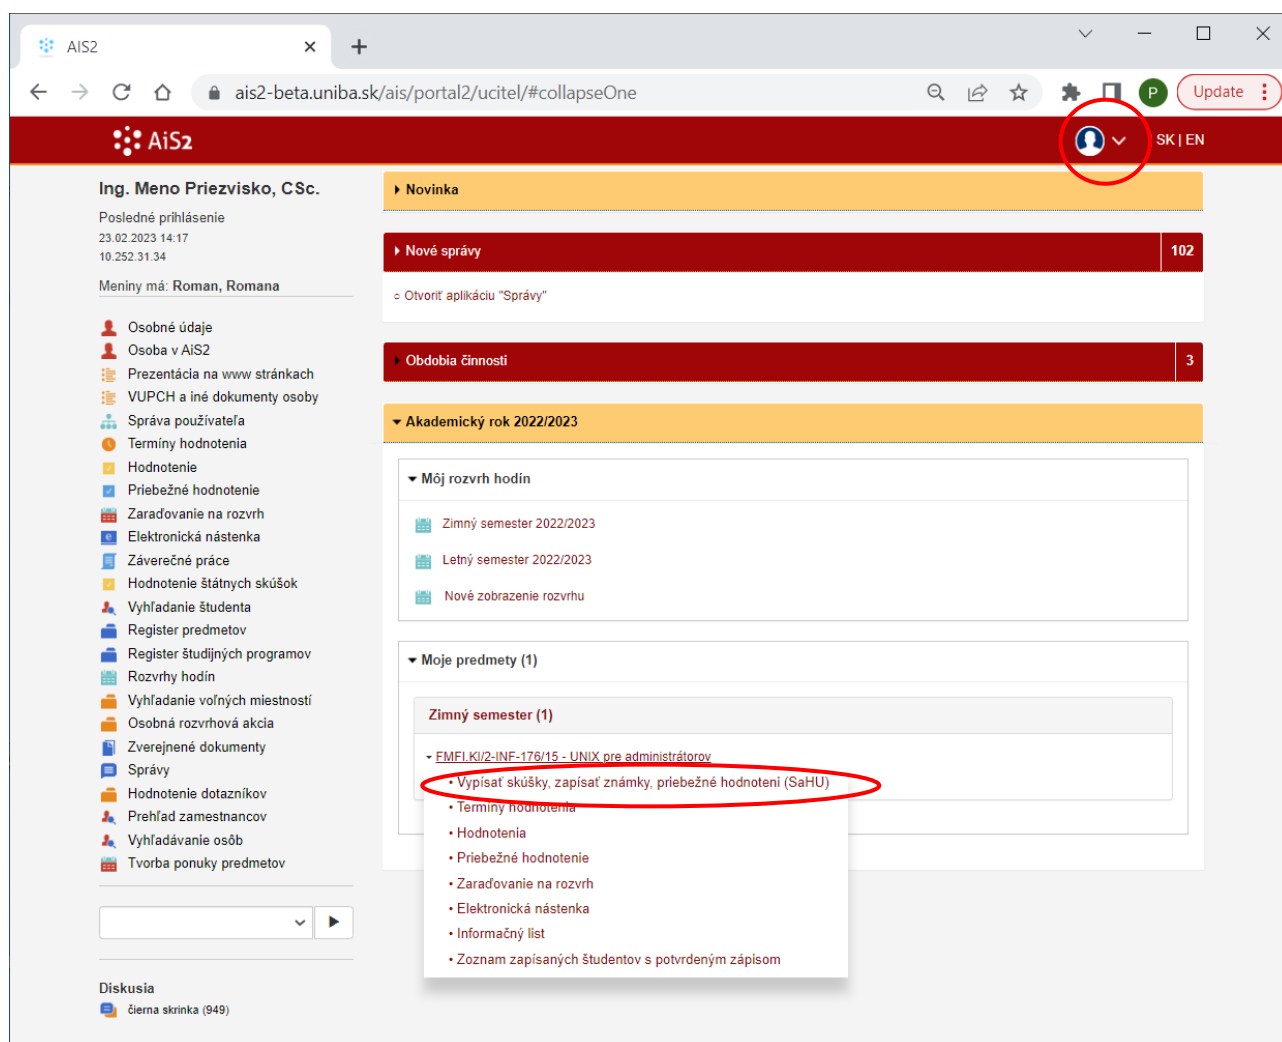 AIS2
ais2-beta.uniba.sk/ais/portal2/ucitel/#collapseOne
P
Update
AiS2
SK | EN
Ing. Meno Priezvisko, CSc.
Posledné prihlásenie
23.02.2023 14:17
10.252.31.34
Meniny má: Roman, Romana
Osobné údaje
Osoba v AiS2
Prezentácia na www stránkach
VUPCH a iné dokumenty osoby
Správa používateľa
Termíny hodnotenia
Hodnotenie
Priebežné hodnotenie
Zaraďovanie na rozvrh
Elektronická nástenka
Záverečné práce
Hodnotenie štátnych skúšok
Vyhľadanie študenta
Register predmetov
Register študijných programov
Rozvrhy hodín
Vyhľadanie voľných miestností
Osobná rozvrhová akcia
Zverejnené dokumenty
Správy
Hodnotenie dotazníkov
Prehľad zamestnancov
Vyhľadávanie osôb
Tvorba ponuky predmetov
Diskusia
čierna skrinka (949)
Novinka
Nové správy 102
Otvoriť aplikáciu "Správy"
Obdobia činnosti 3
Akademický rok 2022/2023
Môj rozvrh hodín
Zimný semester 2022/2023
Letný semester 2022/2023
Nové zobrazenie rozvrhu
Moje predmety (1)
Zimný semester (1)
FMFI.KI/2-INF-176/15 - UNIX pre administrátorov
• Vypísať skúšky, zapísať známky, priebežné hodnoteni (SaHU)
• Termíny hodnotenia
• Hodnotenia
• Priebežné hodnotenie
• Zaraďovanie na rozvrh
• Elektronická nástenka
• Informačný list
• Zoznam zapísaných študentov s potvrdeným zápisom